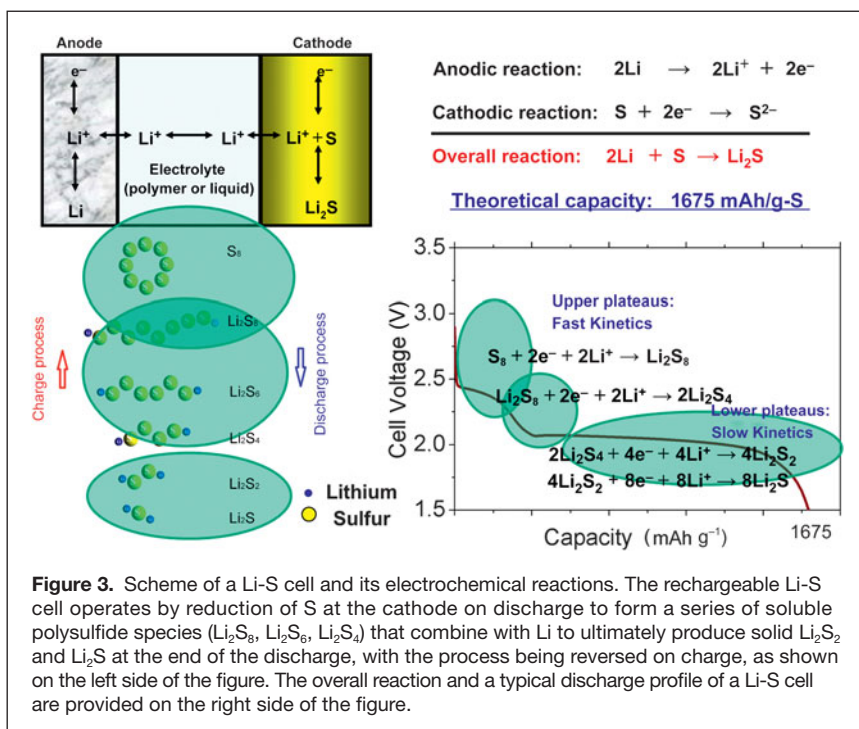 Anode
Cathode
e⁻
e⁻
Li⁺
Li⁺
Li⁺
Li⁺ + S
Electrolyte
(polymer or liquid)
Li
Li₂S
S₈
Li₂S₈
Li₂S₆
Li₂S₄
Li₂S₂
Li₂S
Charge process
Discharge process
Lithium
Sulfur
Anodic reaction: 2Li → 2Li⁺ + 2e⁻
Cathodic reaction: S + 2e⁻ → S²⁻
Overall reaction: 2Li + S → Li₂S
Theoretical capacity: 1675 mAh/g-S
Cell Voltage (V)
3.5
3.0
2.5
2.0
1.5
Upper plateaus:
Fast Kinetics
S₈ + 2e⁻ + 2Li⁺ → Li₂S₈
Li₂S₈ + 2e⁻ + 2Li⁺ → 2Li₂S₄
Lower plateaus:
Slow Kinetics
2Li₂S₄ + 4e⁻ + 4Li⁺ → 4Li₂S₂
4Li₂S₂ + 8e⁻ + 8Li⁺ → 8Li₂S
Capacity (mAh g⁻¹)
1675
Figure 3. Scheme of a Li-S cell and its electrochemical reactions. The rechargeable Li-S
cell operates by reduction of S at the cathode on discharge to form a series of soluble
polysulfide species (Li₂S₈, Li₂S₆, Li₂S₄) that combine with Li to ultimately produce solid Li₂S₂
and Li₂S at the end of the discharge, with the process being reversed on charge, as shown
on the left side of the figure. The overall reaction and a typical discharge profile of a Li-S cell
are provided on the right side of the figure.